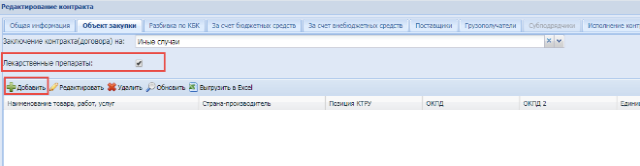 Редактирование контракта
Общая информация Объект закупки Разбивка по КБК За счет бюджетных средств За счет внебюджетных средств Поставщики Грузополучатели Субподрядчики Исполнение конт
Заключение контракта(договора) на: Иные случаи
Лекарственные препараты:
Добавить Редактировать Удалить Обновить Выгрузить в Excel
Наименование товара, работ, услуг Страна-производитель Позиция КТРУ ОКПД ОКПД 2 Едини